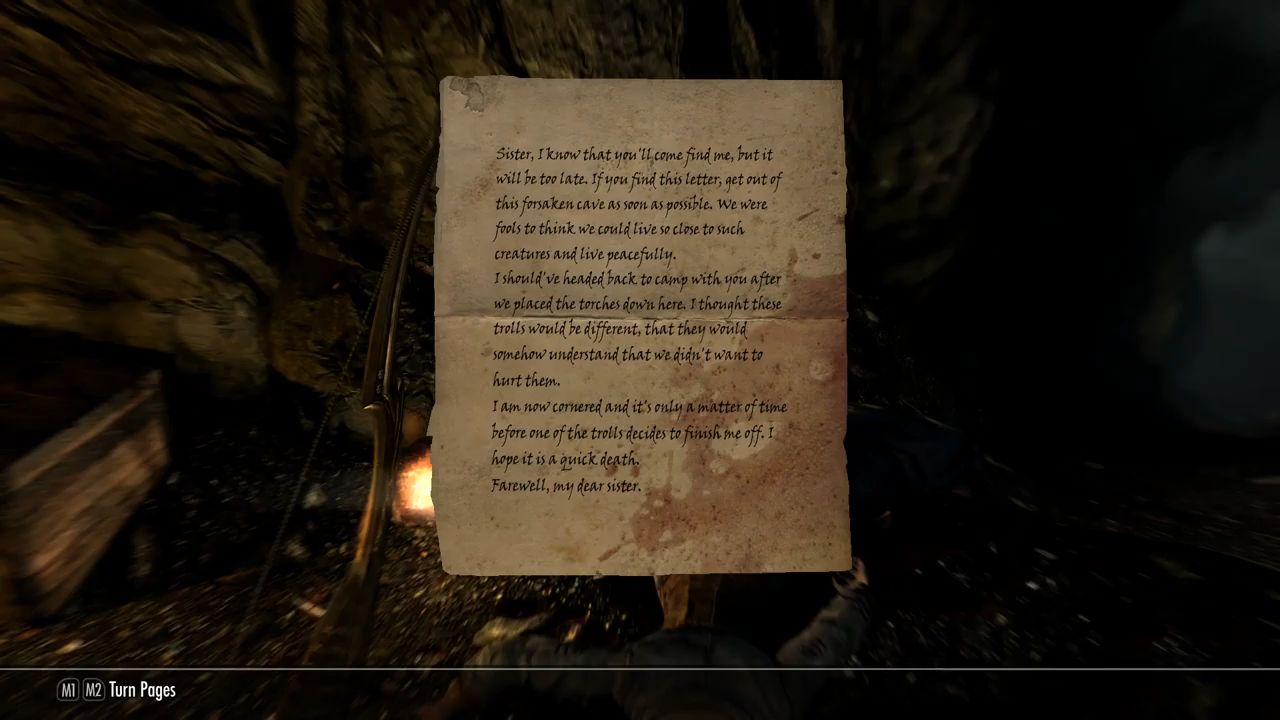 Sister, I know that you'll come find me, but it
will be too late. If you find this letter, get out of
this forsaken cave as soon as possible. We were
fools to think we could live so close to such
creatures and live peacefully.
I should've headed back to camp with you after
we placed the torches down here. I thought these
trolls would be different, that they would
somehow understand that we didn't want to
hurt them.
I am now cornered and it's only a matter of time
before one of the trolls decides to finish me off. I
hope it is a quick death.
Farewell, my dear sister.
M1 M2 Turn Pages